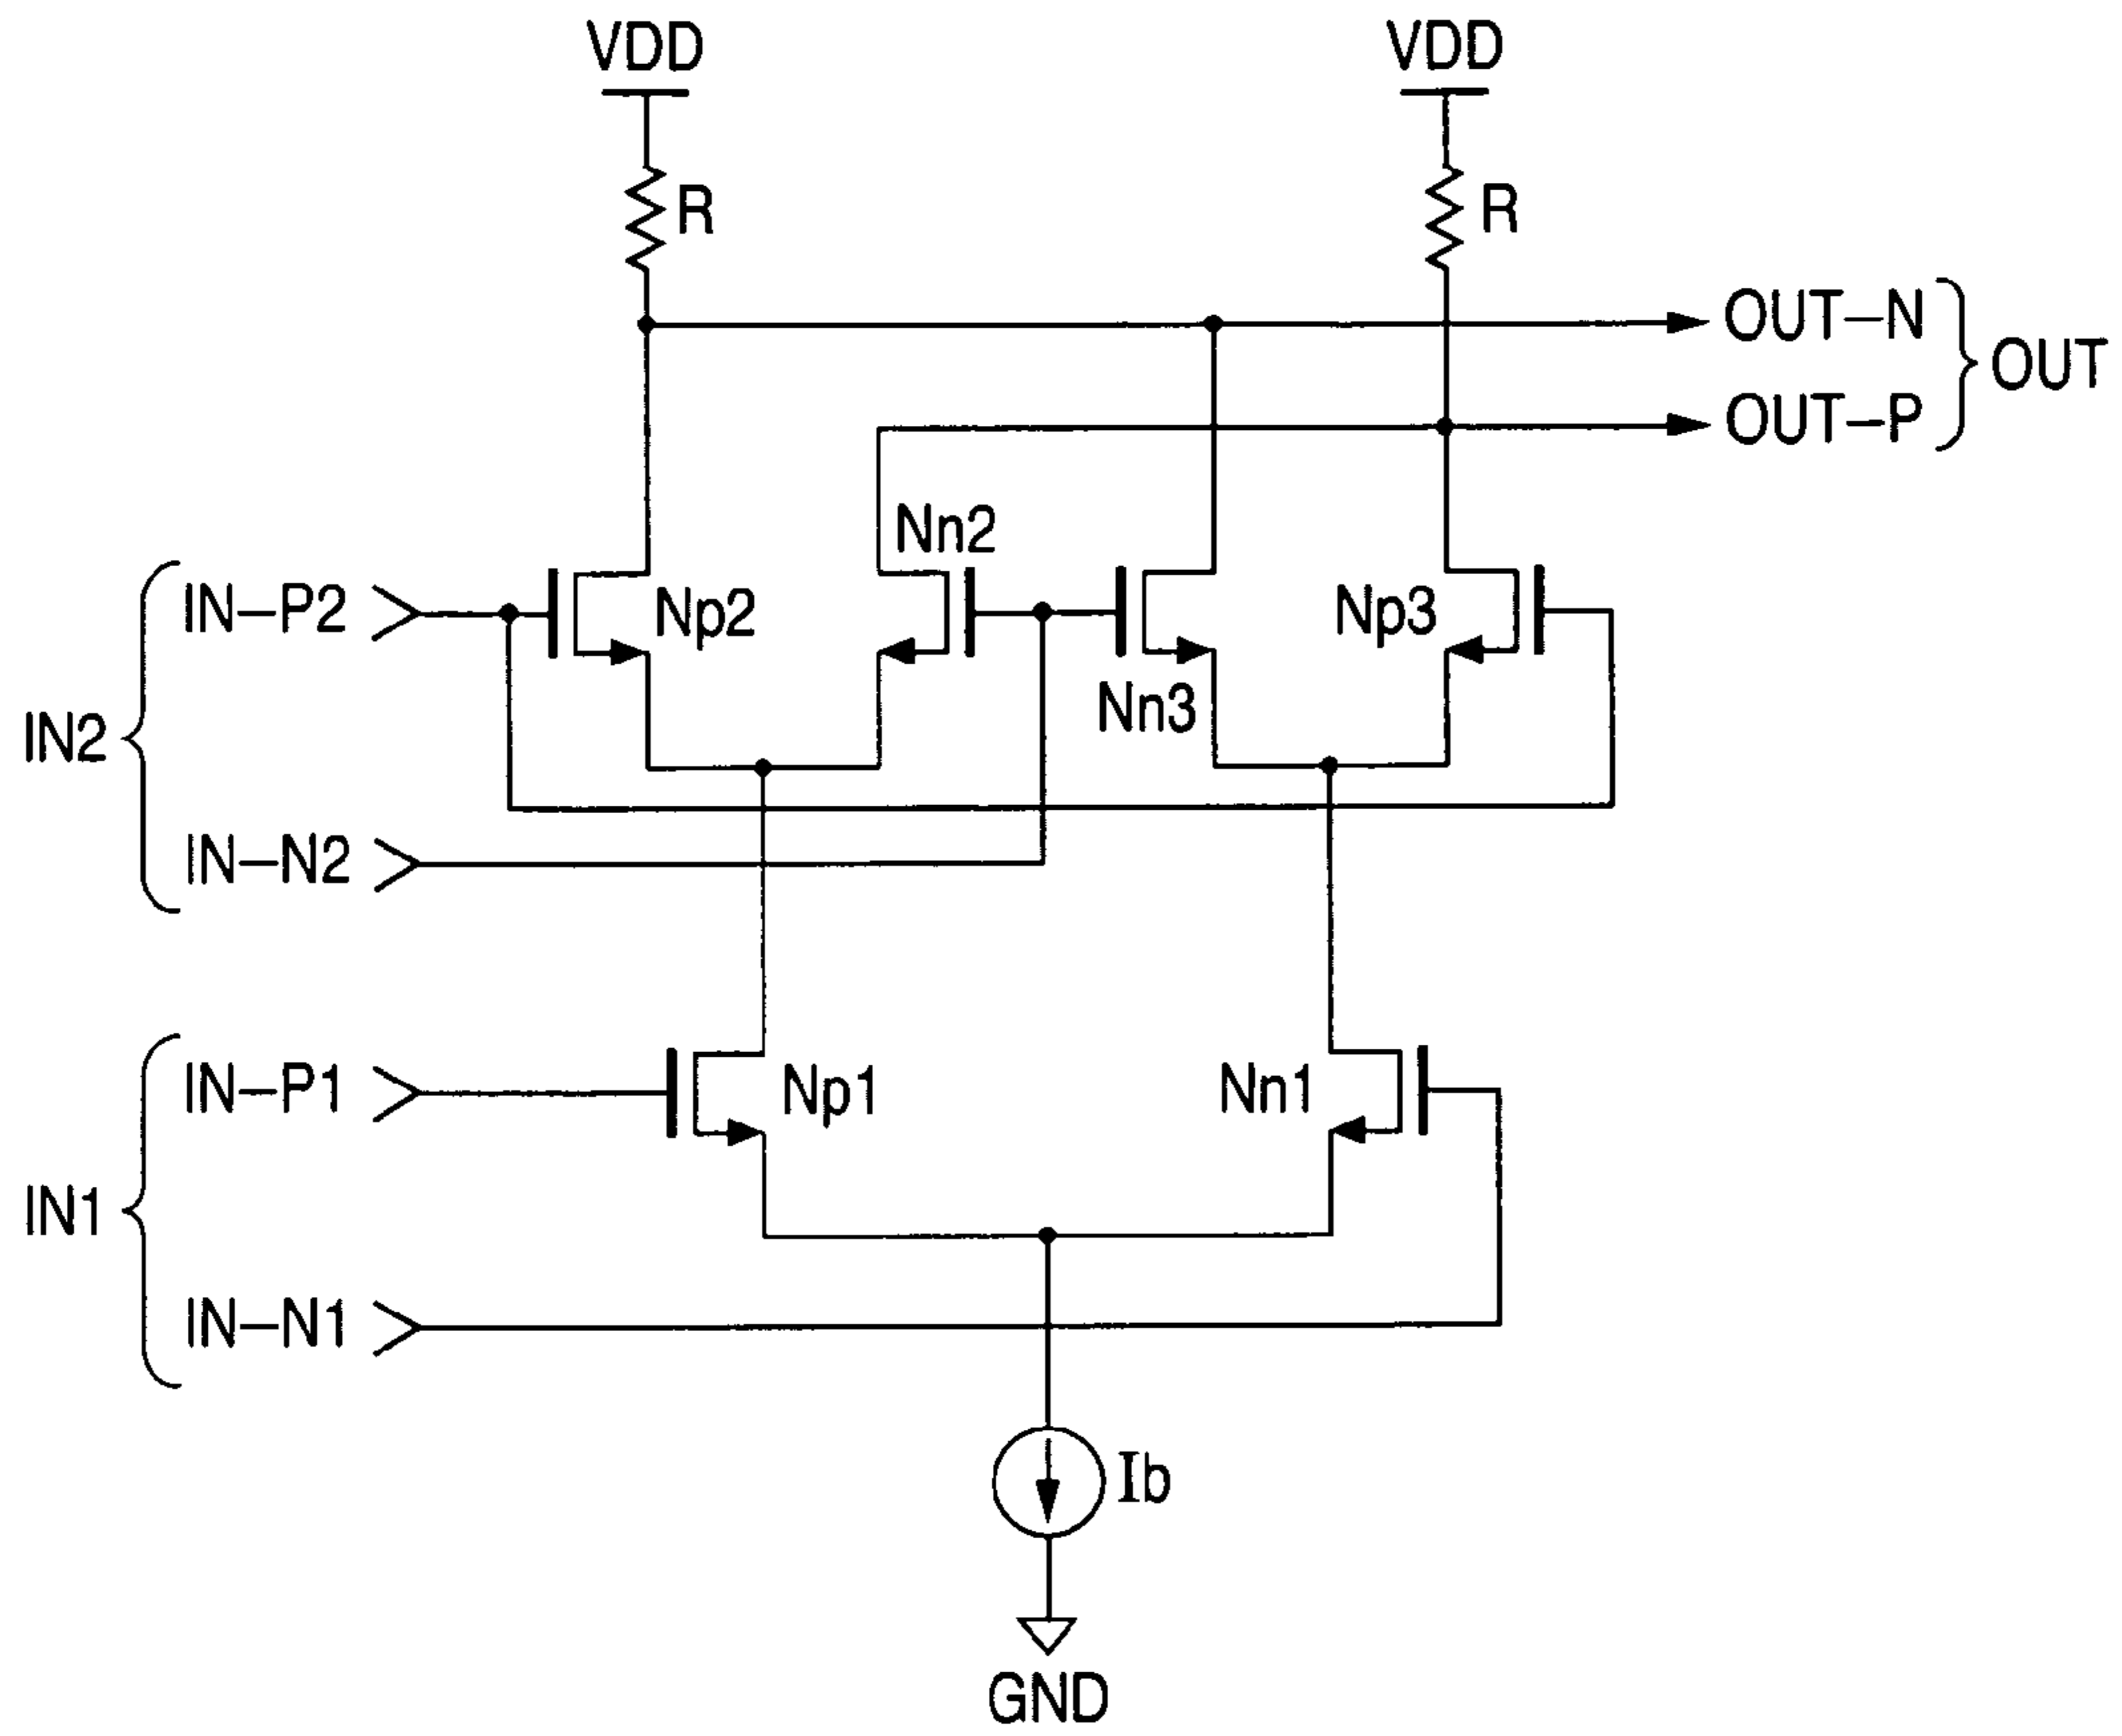 VDD
VDD
R
R
OUT-N
OUT
OUT-P
Nn2
IN-P2
Np2
Np3
Nn3
IN2
IN-N2
IN-P1
Np1
Nn1
IN1
IN-N1
Ib
GND